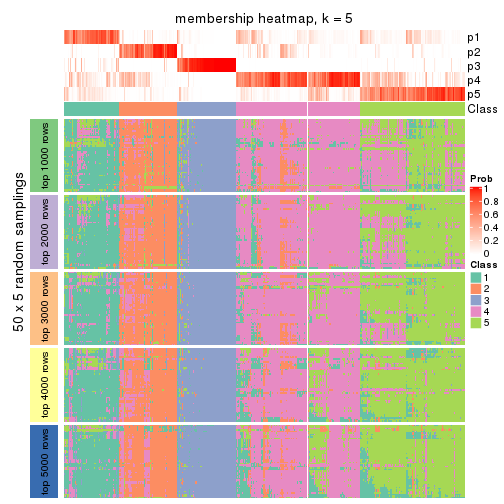 membership heatmap, k = 5
p1
p2
p3
p4
p5
Class
50 x 5 random samplings
top 1000 rows
top 2000 rows
top 3000 rows
top 4000 rows
top 5000 rows
Prob
1
0.8
0.6
0.4
0.2
0
Class
1
2
3
4
5